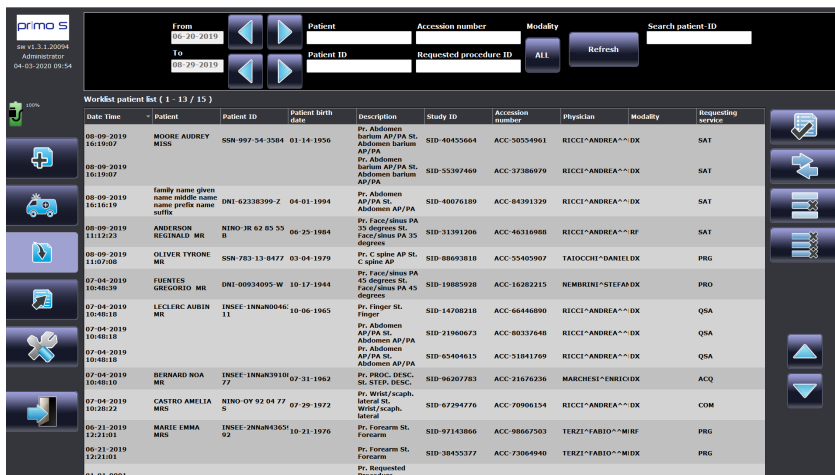 primo S
sw v1.3.1.20094
Administrator
04-03-2020 09:54
100%
From
06-20-2019
To
08-29-2019
Patient
Patient ID
Accession number
Requested procedure ID
Modality
ALL
Refresh
Search patient-ID
Worklist patient list ( 1 - 13 / 15 )
Date Time Patient Patient ID Patient birth date Description Study ID Accession number Physician Modality Requesting service
08-09-2019 16:19:07 MOORE AUDREY MISS SSN-997-54-3584 01-14-1956 Pr. Abdomen barium AP/PA St. Abdomen barium AP/PA SID-40455664 ACC-50554961 RICCI^ANDREA^^ DX SAT
08-09-2019 16:19:07 Pr. Abdomen barium AP/PA St. Abdomen barium AP/PA SID-55397469 ACC-37386979 RICCI^ANDREA^^ DX SAT
08-09-2019 16:16:19 family name given name middle name name prefix name suffix DNI-62338399-Z 04-01-1994 Pr. Abdomen AP/PA St. Abdomen AP/PA SID-40076189 ACC-84391329 RICCI^ANDREA^^ DX SAT
08-09-2019 11:12:23 ANDERSON REGINALD MR NINO-JR 62 85 55 B 06-25-1984 Pr. Face/sinus PA 35 degrees St. Face/sinus PA 35 degrees SID-31391206 ACC-46316988 RICCI^ANDREA^^ RF SAT
08-09-2019 11:07:08 OLIVER TYRONE MR SSN-783-13-8477 03-04-1979 Pr. C spine AP St. C spine AP SID-88693818 ACC-55405907 TAIOCCHI^DANIEL DX PRG
07-04-2019 10:48:39 FUENTES GREGORIO MR DNI-00934095-W 10-17-1944 Pr. Face/sinus PA 45 degrees St. Face/sinus PA 45 degrees SID-19885928 ACC-16282215 NEMBRINI^STEFAN DX PRO
07-04-2019 10:48:18 LECLERC AUBIN MR INSEE-1NNaN0046 11 10-06-1965 Pr. Finger St. Finger SID-14708218 ACC-66446890 RICCI^ANDREA^^ DX QSA
07-04-2019 10:48:18 Pr. Abdomen AP/PA St. Abdomen AP/PA SID-21960673 ACC-80337648 RICCI^ANDREA^^ DX QSA
07-04-2019 10:48:18 Pr. Abdomen AP/PA St. Abdomen AP/PA SID-65404615 ACC-51841769 RICCI^ANDREA^^ DX QSA
07-04-2019 10:48:10 BERNARD NOA MR INSEE-1NNaN3910 77 07-31-1962 Pr. PROC. DESC. St. STEP. DESC. SID-96207783 ACC-21676236 MARCHESI^ENRIC DX ACQ
07-04-2019 10:28:22 CASTRO AMELIA MRS NINO-OY 92 04 77 S 07-29-1972 Pr. Wrist/scaph. lateral St. Wrist/scaph. lateral SID-67294776 ACC-70906154 RICCI^ANDREA^^ DX COM
06-21-2019 12:21:01 MARIE EMMA MRS INSEE-2NNaN4365 92 10-21-1976 Pr. Forearm St. Forearm SID-97143866 ACC-98667503 TERZI^FABIO^^M RF PRG
06-21-2019 12:21:01 Pr. Forearm St. Forearm SID-38455377 ACC-73064940 TERZI^FABIO^^M DX PRG
Pr. Requested